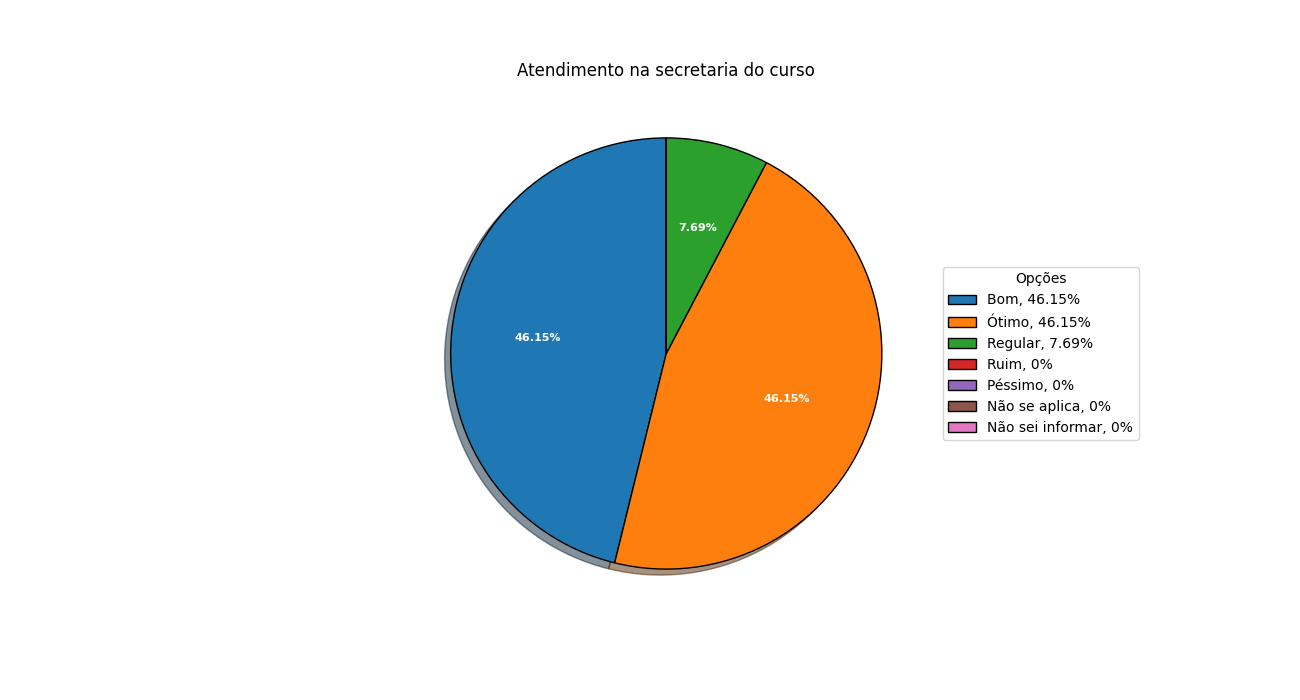 Atendimento na secretaria do curso
7.69%
46.15%
46.15%
Opções
Bom, 46.15%
Ótimo, 46.15%
Regular, 7.69%
Ruim, 0%
Péssimo, 0%
Não se aplica, 0%
Não sei informar, 0%